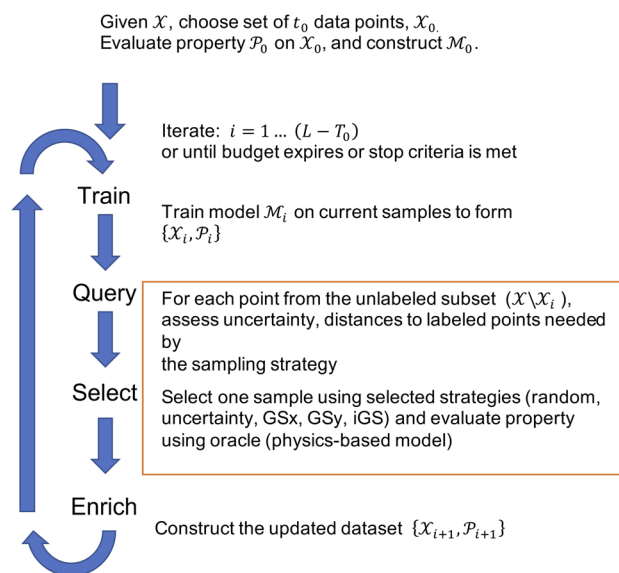 Given 𝒳, choose set of t₀ data points, 𝒳₀.
Evaluate property 𝒫₀ on 𝒳₀, and construct ℳ₀.
Iterate: i = 1 … (L − T₀)
or until budget expires or stop criteria is met
Train
Train model ℳᵢ on current samples to form
{𝒳ᵢ, 𝒫ᵢ}
Query
For each point from the unlabeled subset (𝒳\𝒳ᵢ ),
assess uncertainty, distances to labeled points needed
by
the sampling strategy
Select
Select one sample using selected strategies (random,
uncertainty, GSx, GSy, iGS) and evaluate property
using oracle (physics-based model)
Enrich
Construct the updated dataset {𝒳ᵢ₊₁, 𝒫ᵢ₊₁}